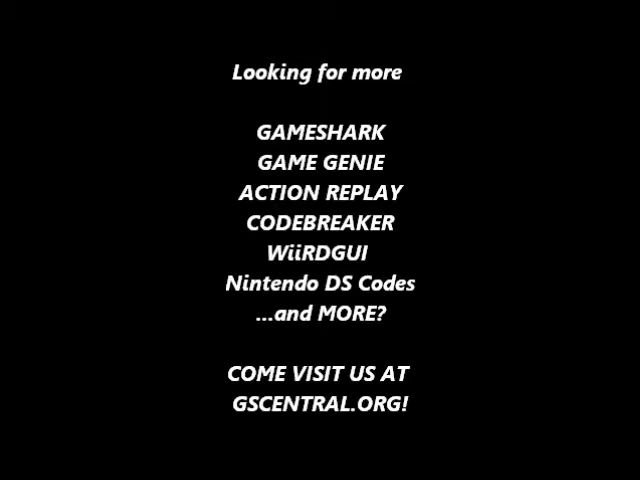 Looking for more
GAMESHARK
GAME GENIE
ACTION REPLAY
CODEBREAKER
WiiRDGUI
Nintendo DS Codes
...and MORE?
COME VISIT US AT
GSCENTRAL.ORG!